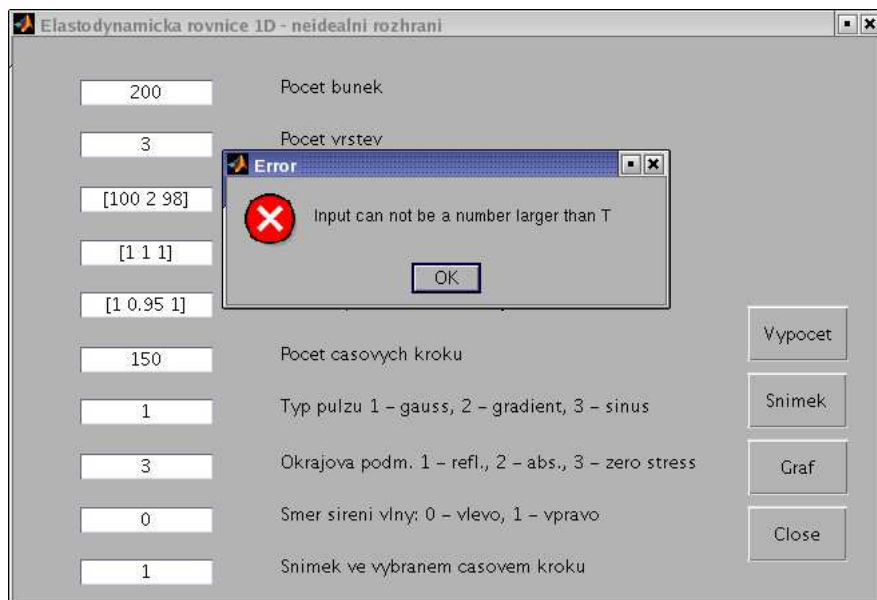 Elastodynamicka rovnice 1D - neidealni rozhrani
200 Pocet bunek
3 Pocet vrstev
Error
Input can not be a number larger than T
OK
[100 2 98]
[1 1 1]
[1 0.95 1]
150 Pocet casovych kroku
1 Typ pulzu 1 – gauss, 2 – gradient, 3 – sinus
3 Okrajova podm. 1 – refl., 2 – abs., 3 – zero stress
0 Smer sireni vlny: 0 – vlevo, 1 – vpravo
1 Snimek ve vybranem casovem kroku
Vypocet
Snimek
Graf
Close